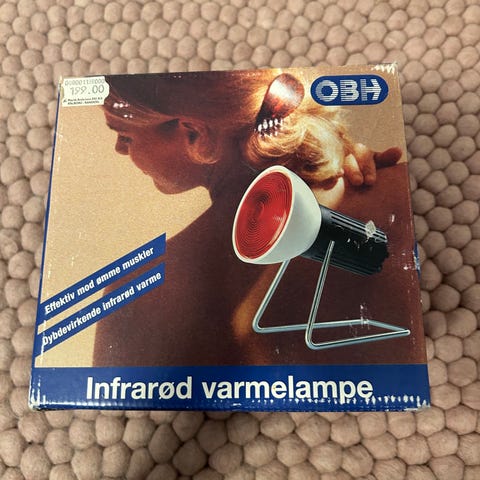 199.00
OBH
Effektiv mod ømme muskler
Dybdevirkende infrarød varme
Infrarød varmelampe